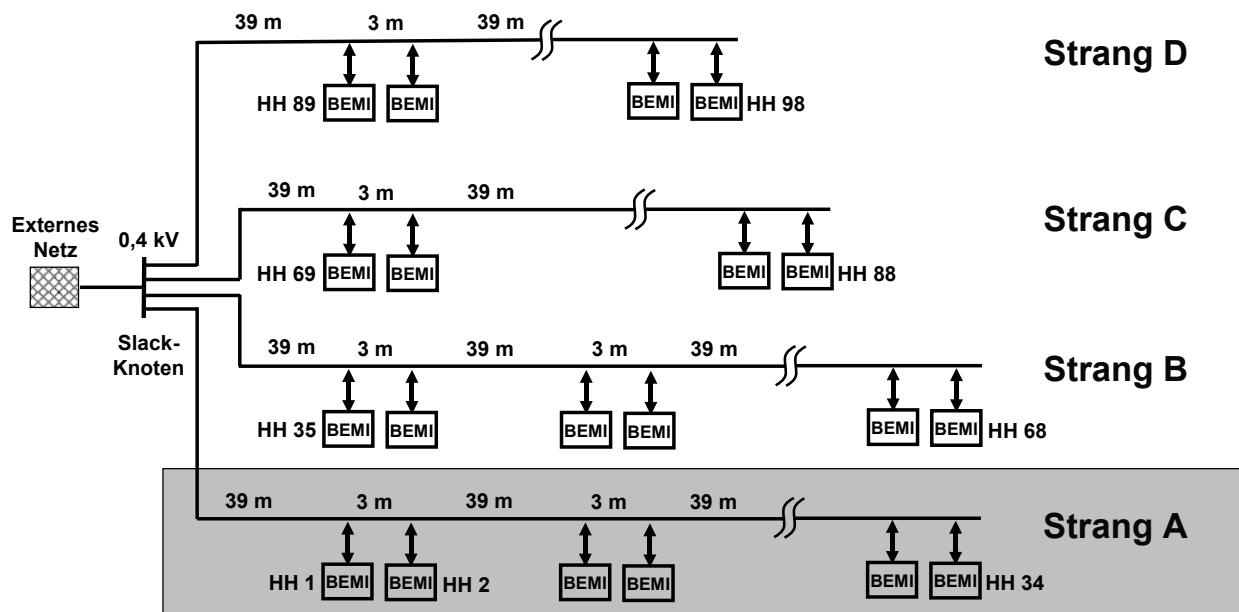 39 m 3 m 39 m
Strang D
HH 89 BEMI BEMI BEMI BEMI HH 98
39 m 3 m 39 m
Strang C
Externes
Netz
0,4 kV
HH 69 BEMI BEMI BEMI BEMI HH 88
Slack-
Knoten
39 m 3 m 39 m 3 m 39 m
Strang B
HH 35 BEMI BEMI BEMI BEMI BEMI BEMI HH 68
39 m 3 m 39 m 3 m 39 m
Strang A
HH 1 BEMI BEMI HH 2 BEMI BEMI BEMI BEMI HH 34